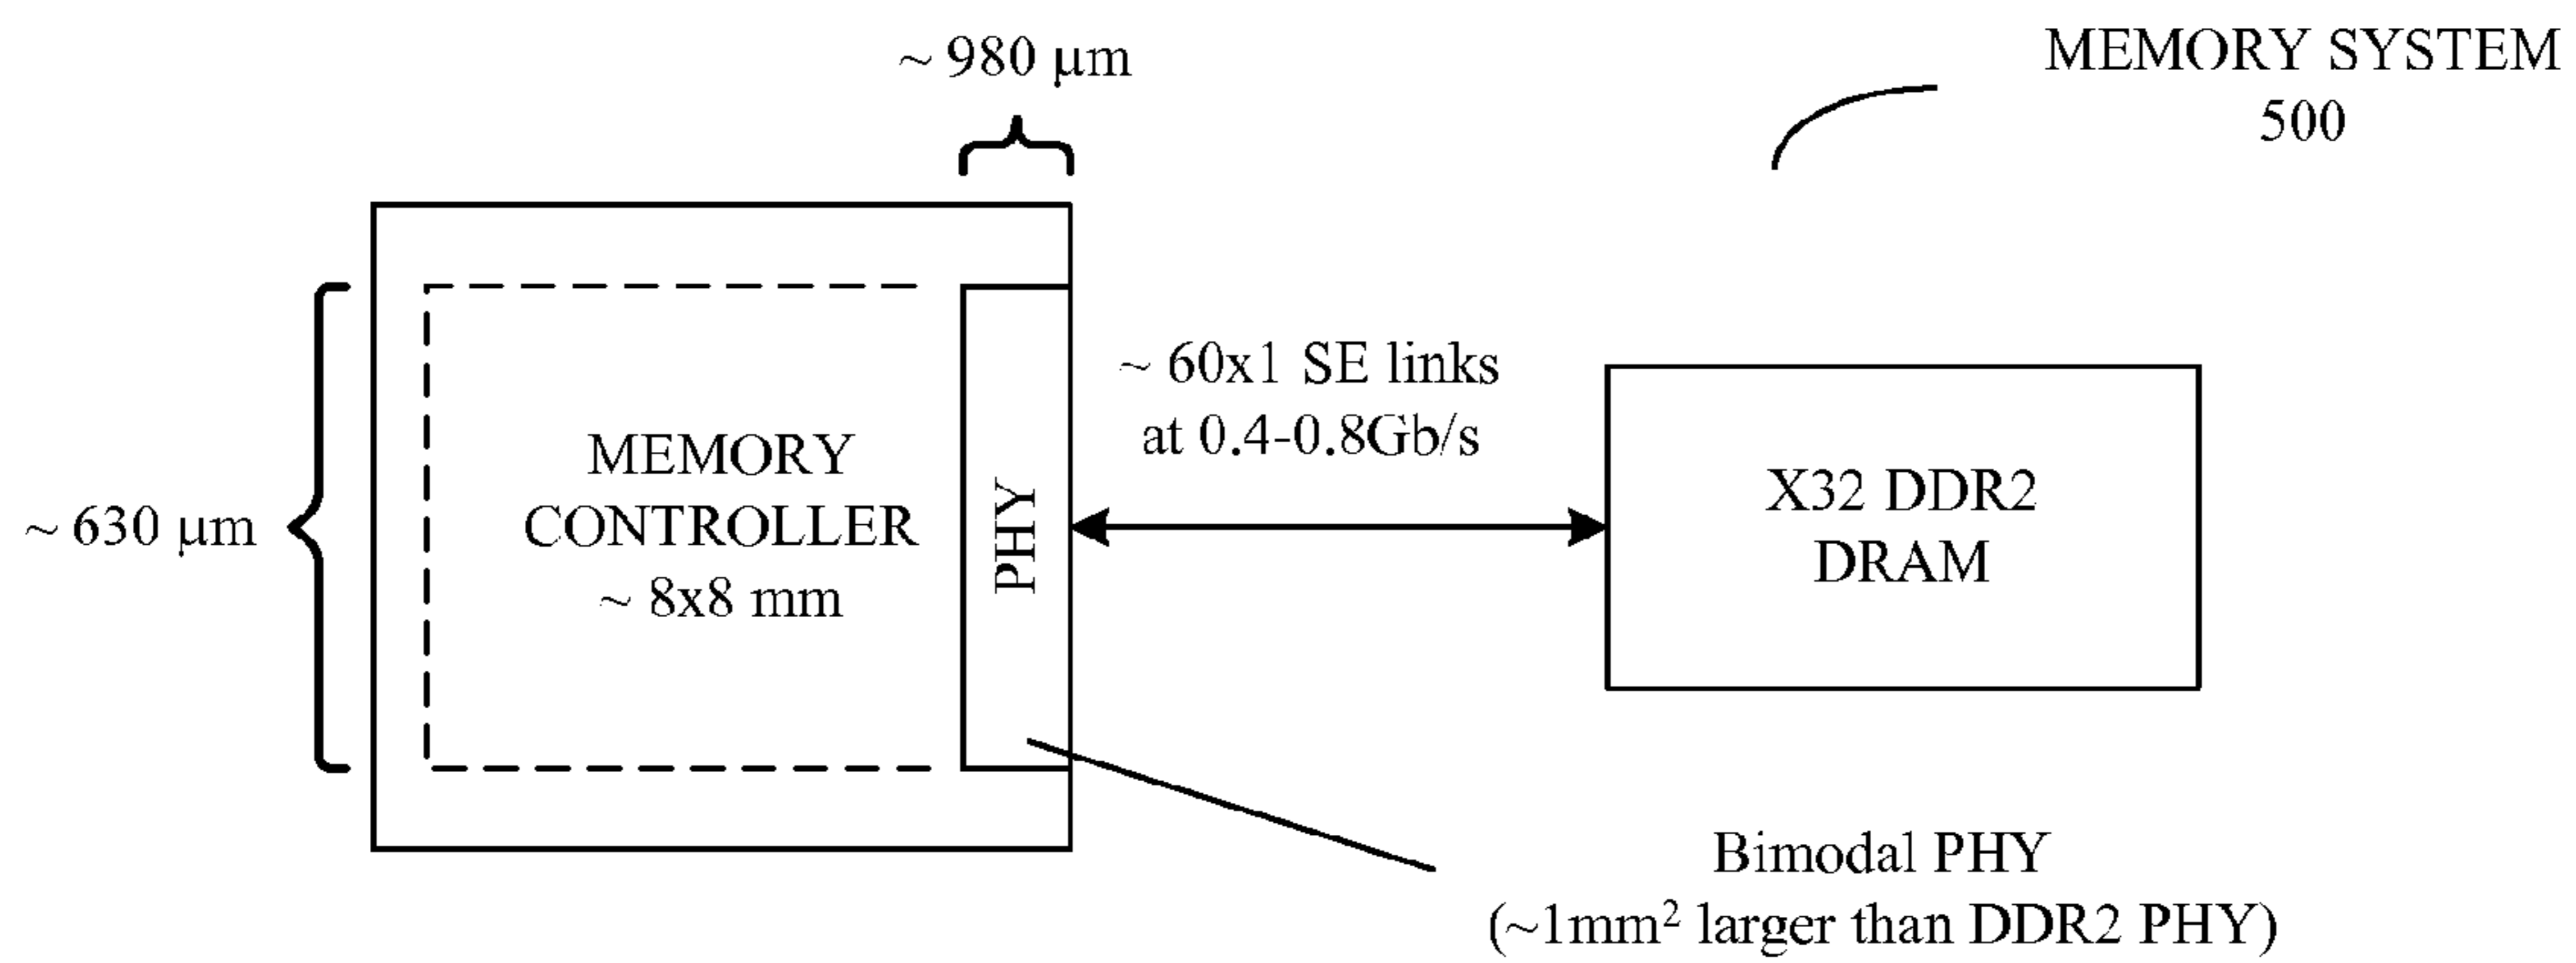 ~ 980 µm
MEMORY SYSTEM
500
~ 630 µm
MEMORY
CONTROLLER
~ 8x8 mm
PHY
~ 60x1 SE links
at 0.4-0.8Gb/s
X32 DDR2
DRAM
Bimodal PHY
(~1mm² larger than DDR2 PHY)